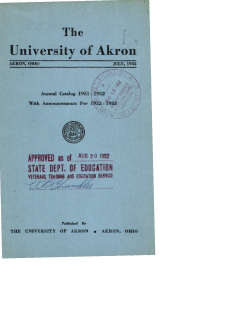 The
University of Akron
AKRON, OHIO JULY, 1952
Annual Catalog 1951 - 1952
With Announcements For 1952 - 1953
APPROVED as of AUG 20 1952
STATE DEPT. OF EDUCATION
VETERANS TRAINING AND EDUCATION SERVICE
Published By
THE UNIVERSITY OF AKRON • AKRON, OHIO